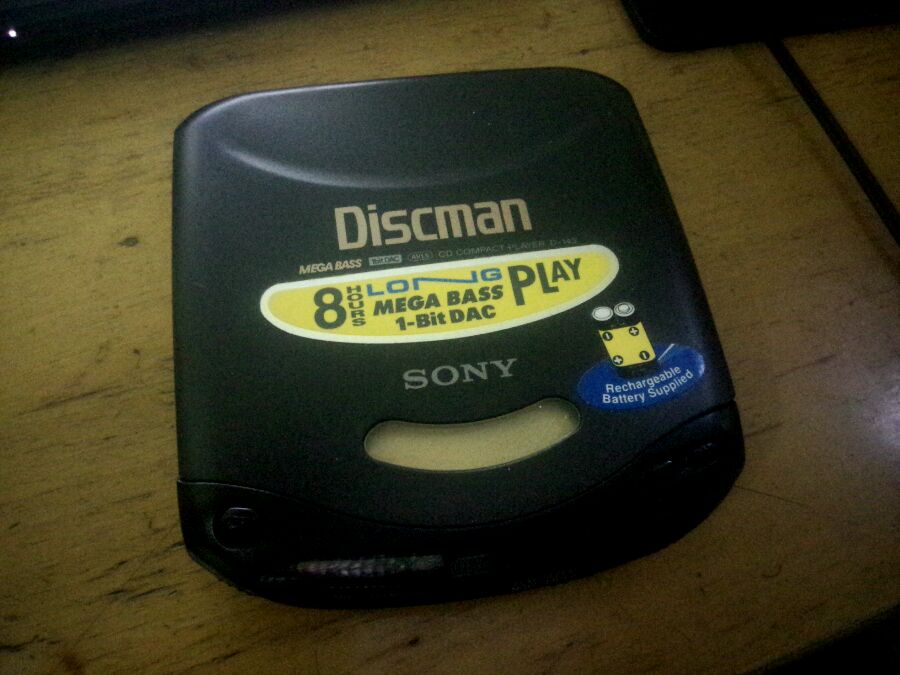 Discman
MEGA BASS 1bit DAC AVLS CD COMPACT PLAYER D-143
8 HOURS LONG PLAY
MEGA BASS
1-Bit DAC
SONY
Rechargeable
Battery Supplied